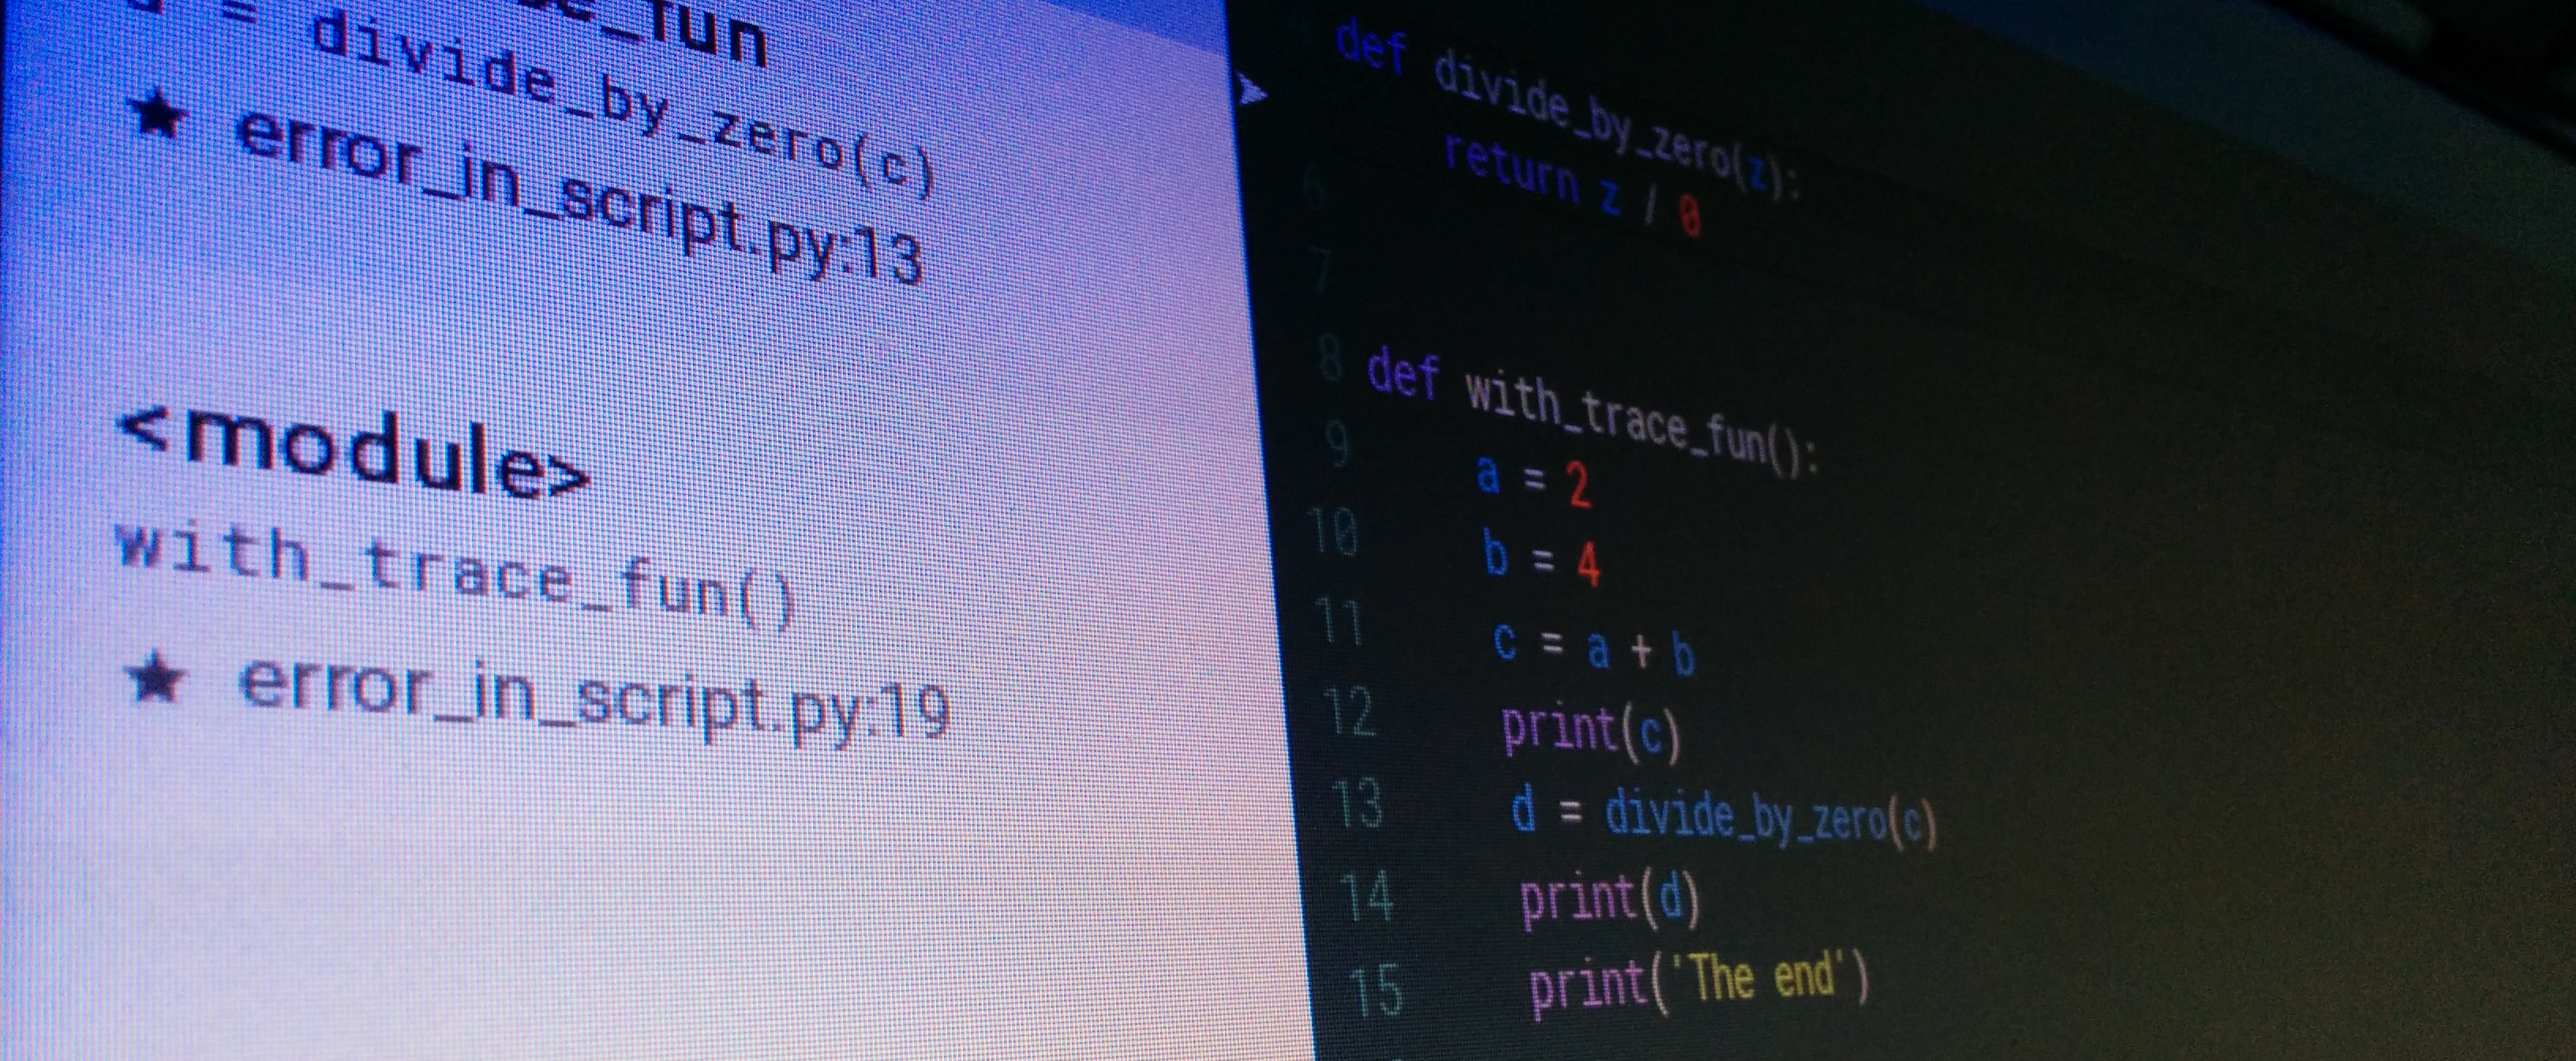 _fun
= divide_by_zero(c)
★ error_in_script.py:13
<module>
with_trace_fun()
★ error_in_script.py:19
def divide_by_zero(z):
6 return z / 0
7
8 def with_trace_fun():
9 a = 2
10 b = 4
11 c = a + b
12 print(c)
13 d = divide_by_zero(c)
14 print(d)
15 print('The end')